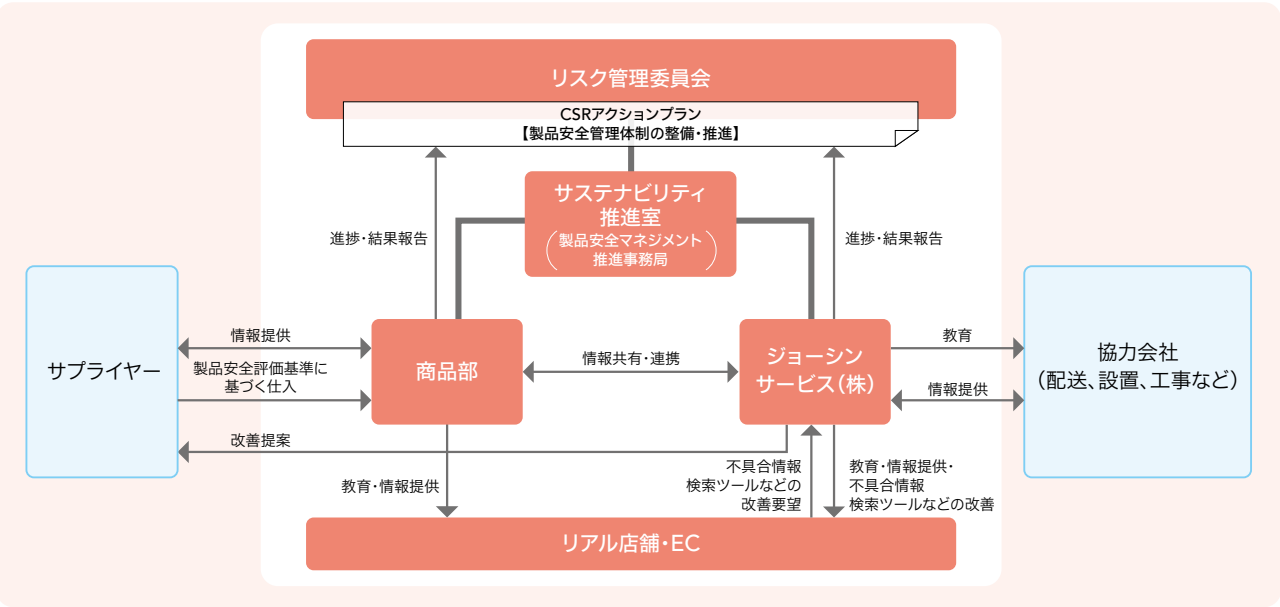 リスク管理委員会
CSRアクションプラン
【製品安全管理体制の整備・推進】
サステナビリティ
推進室
(製品安全マネジメント
推進事務局)
進捗・結果報告
進捗・結果報告
サプライヤー
情報提供
製品安全評価基準に
基づく仕入
改善提案
商品部
情報共有・連携
ジョーシン
サービス(株)
教育
情報提供
協力会社
(配送、設置、工事など)
教育・情報提供
不具合情報
検索ツールなどの
改善要望
教育・情報提供・
不具合情報
検索ツールなどの改善
リアル店舗・EC